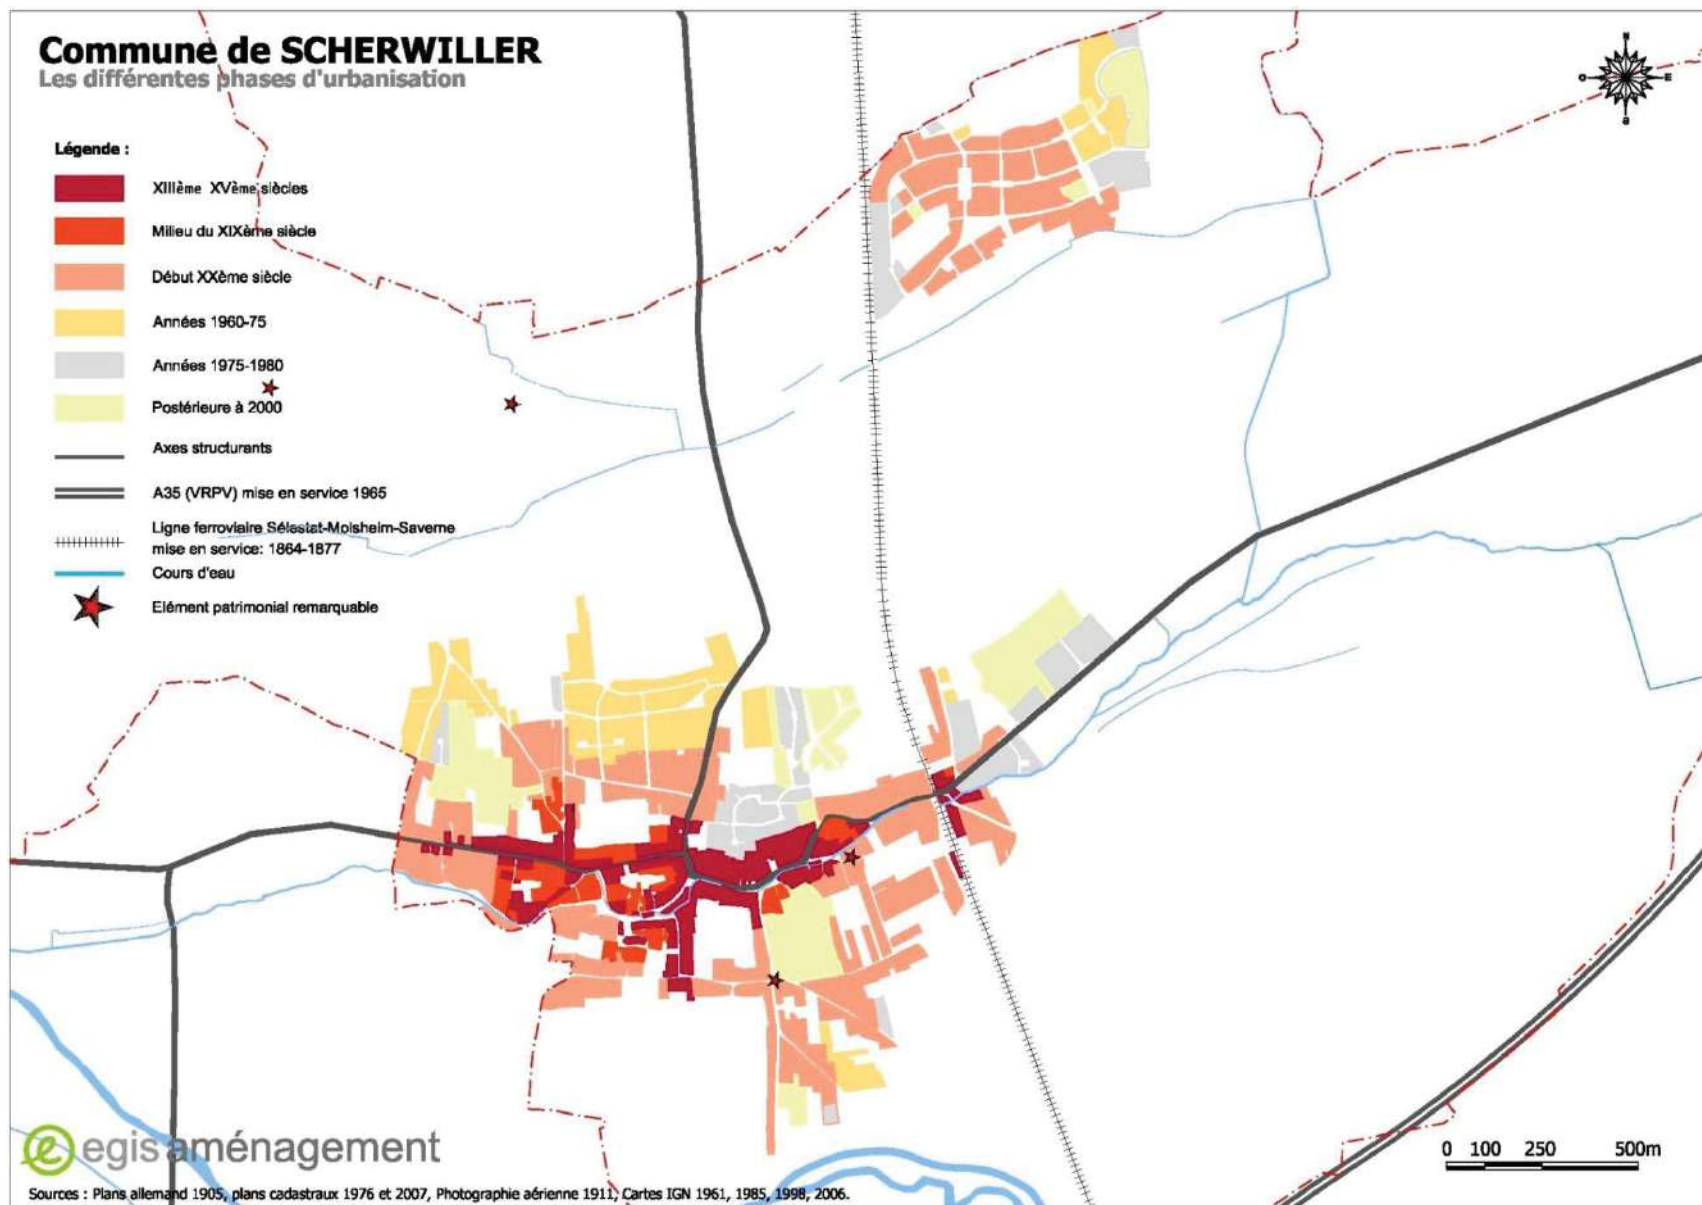 Commune de SCHERWILLER
Les différentes phases d'urbanisation
Légende :
XIIIème XVème siècles
Milieu du XIXème siècle
Début XXème siècle
Années 1960-75
Années 1975-1980
Postérieure à 2000
Axes structurants
A35 (VRPV) mise en service 1965
Ligne ferroviaire Sélestat-Molsheim-Saverne
mise en service: 1864-1877
Cours d'eau
Elément patrimonial remarquable
N
O
E
S
egis aménagement
0 100 250 500m
Sources : Plans allemand 1905, plans cadastraux 1976 et 2007, Photographie aérienne 1911, Cartes IGN 1961, 1985, 1998, 2006.